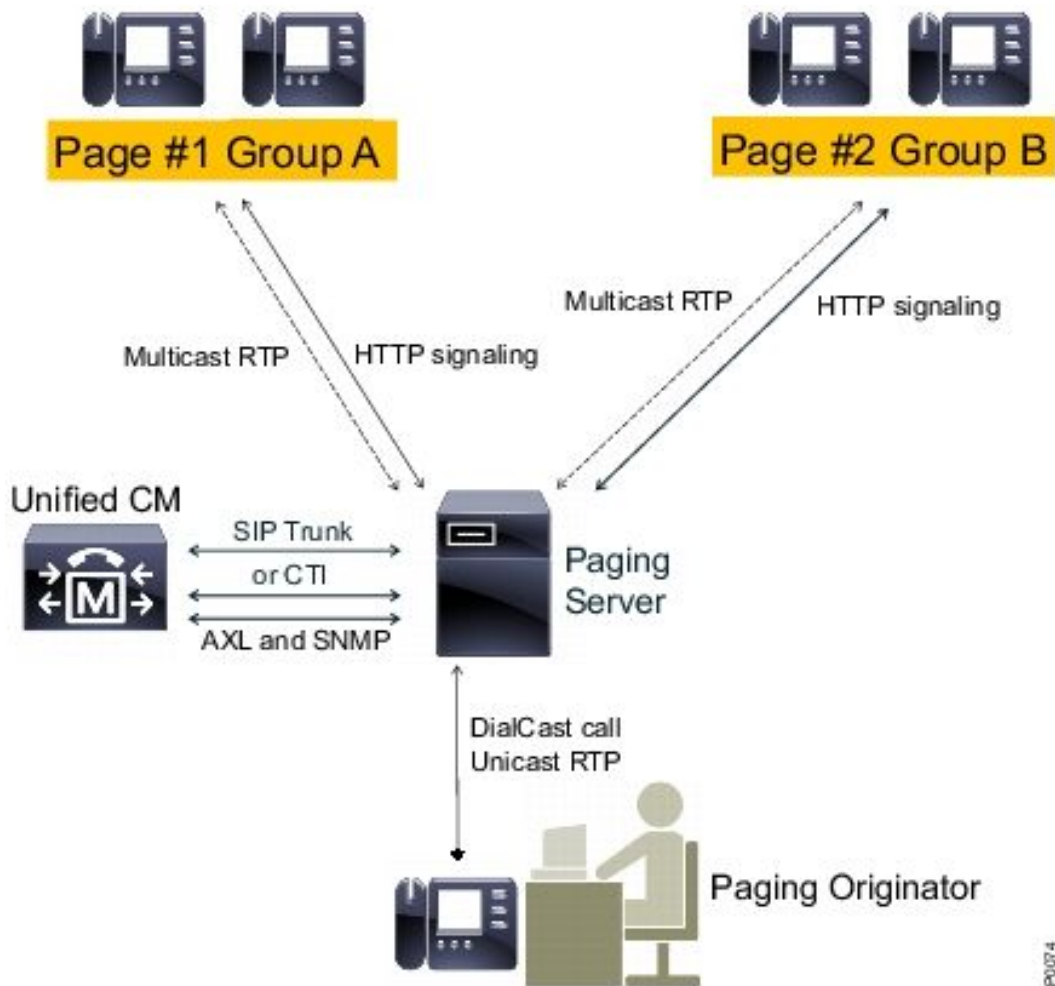 Page #1 Group A
Page #2 Group B
Multicast RTP
HTTP signaling
Multicast RTP
HTTP signaling
Unified CM
SIP Trunk
or CTI
AXL and SNMP
M
Paging
Server
DialCast call
Unicast RTP
Paging Originator
P0074